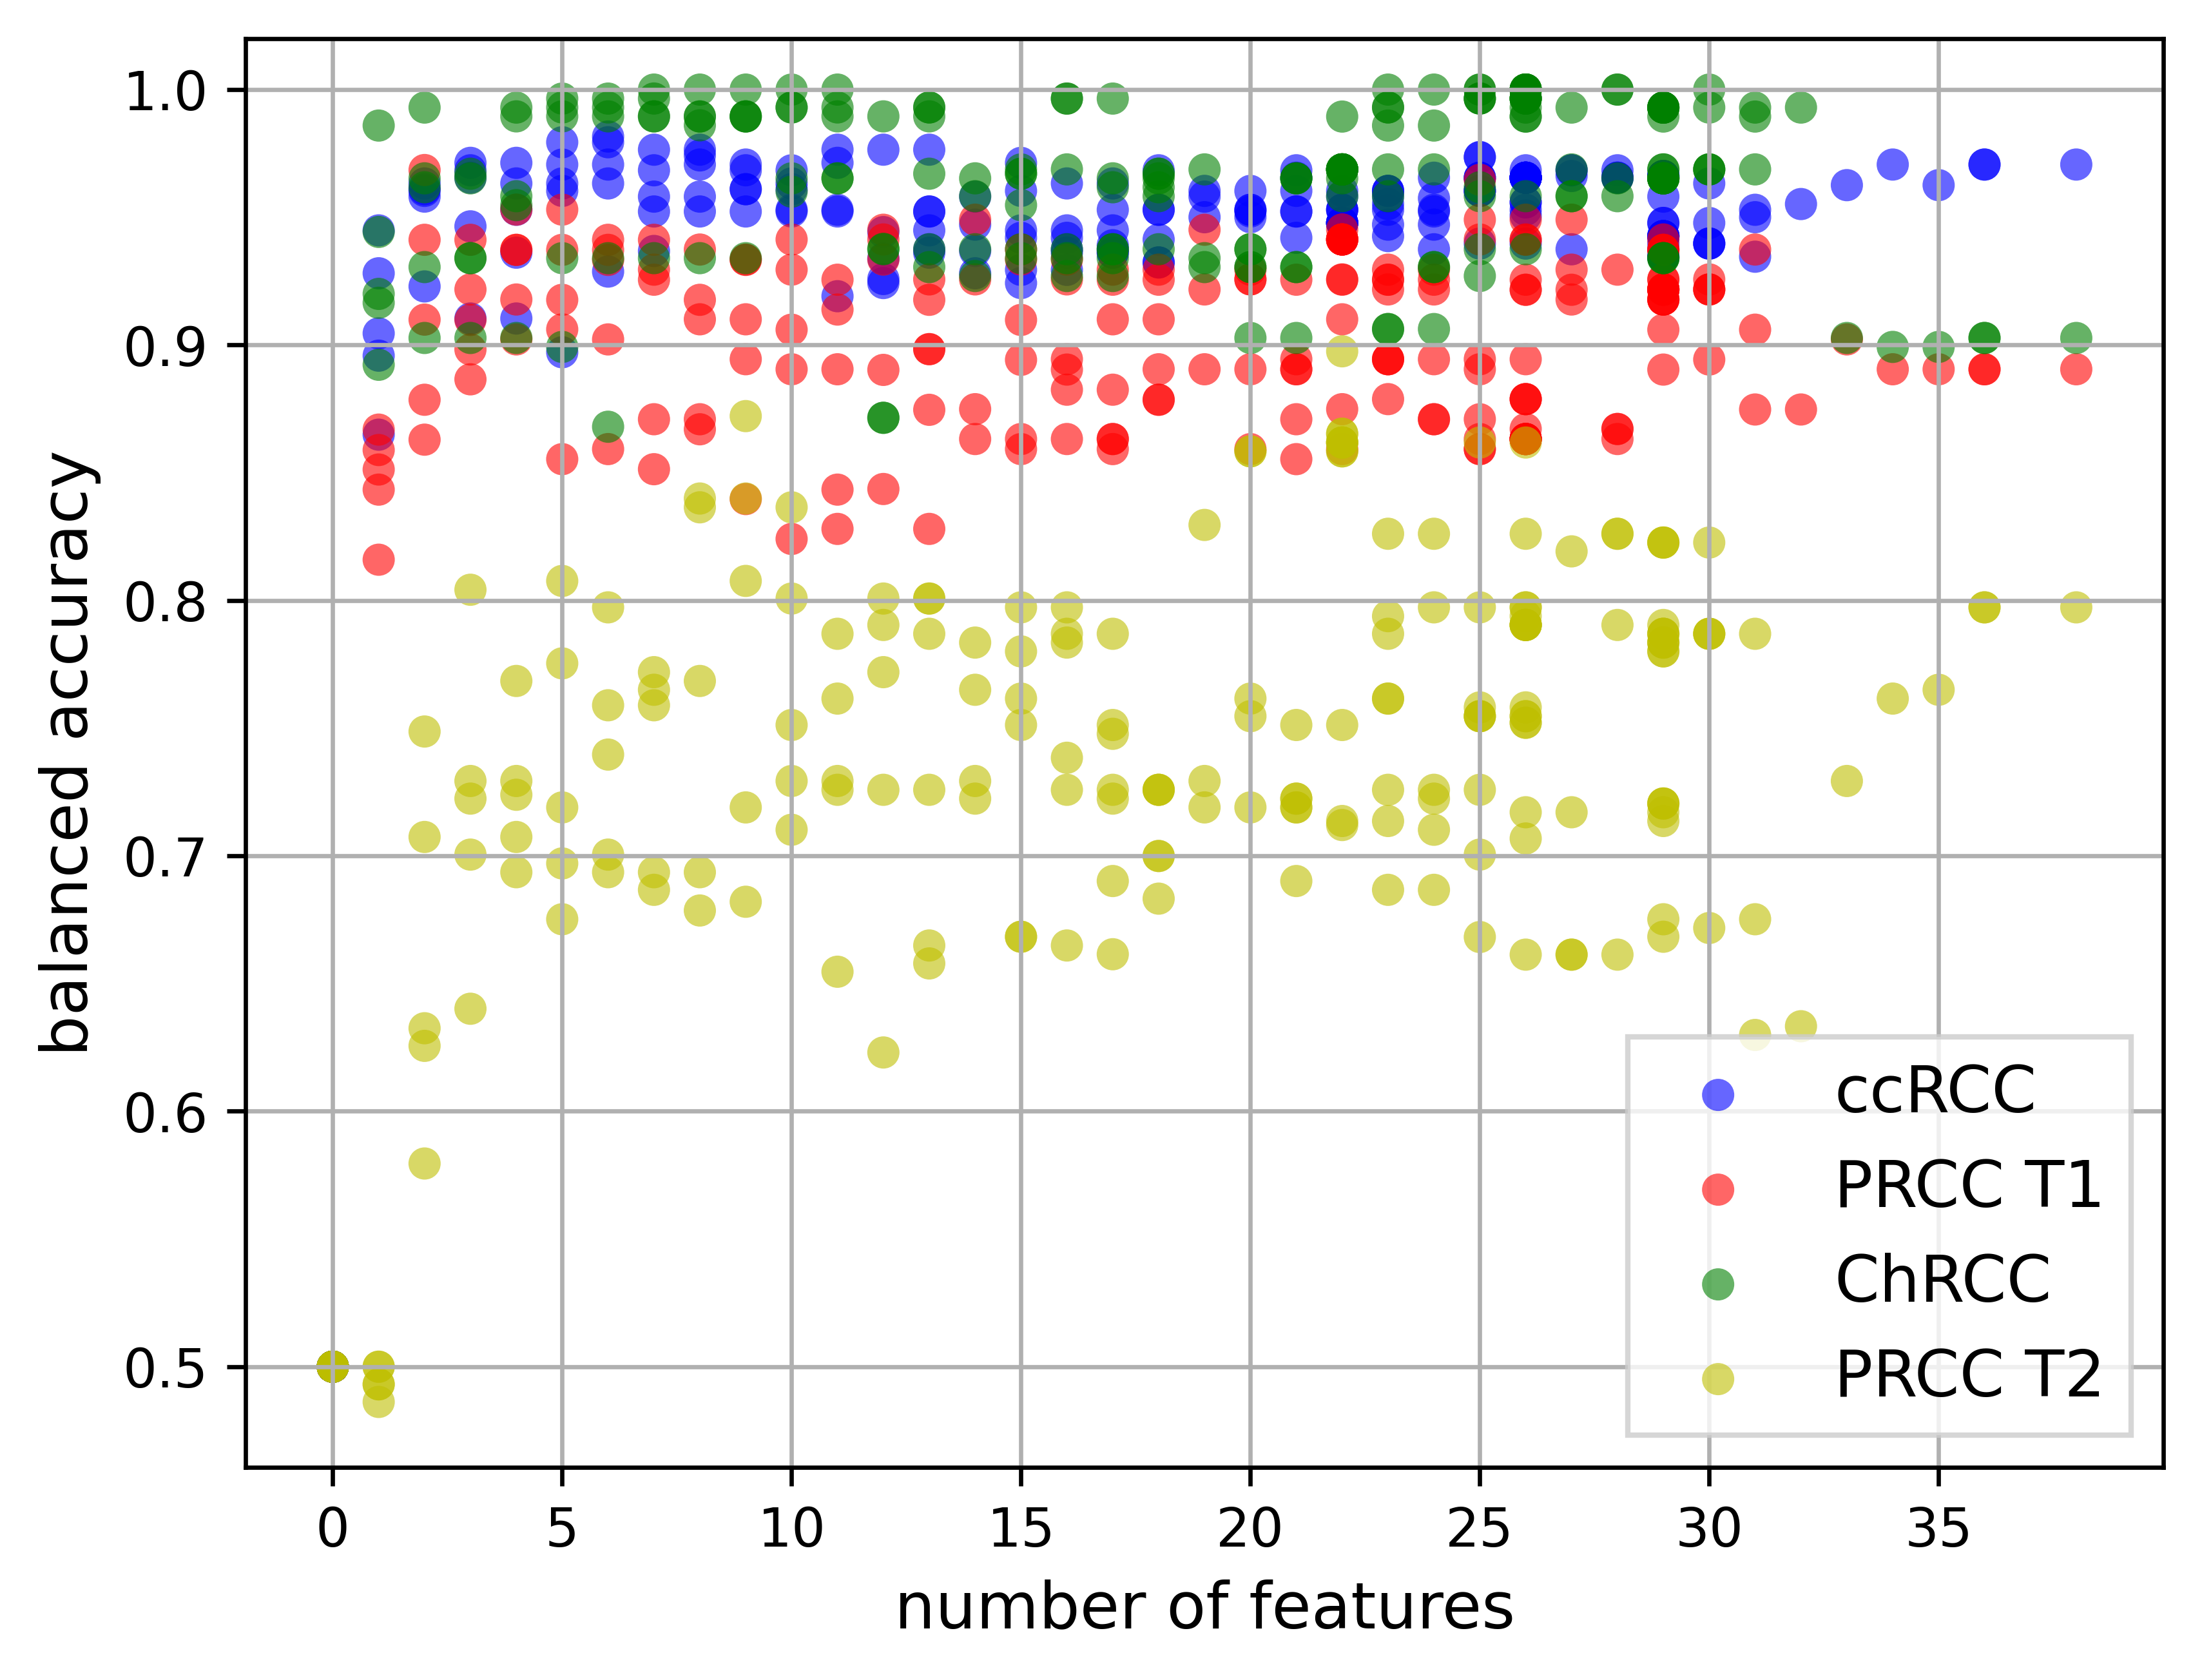 1.0
0.9
0.8
0.7
0.6
0.5
balanced accuracy
ccRCC
PRCC T1
ChRCC
PRCC T2
0 5 10 15 20 25 30 35
number of features